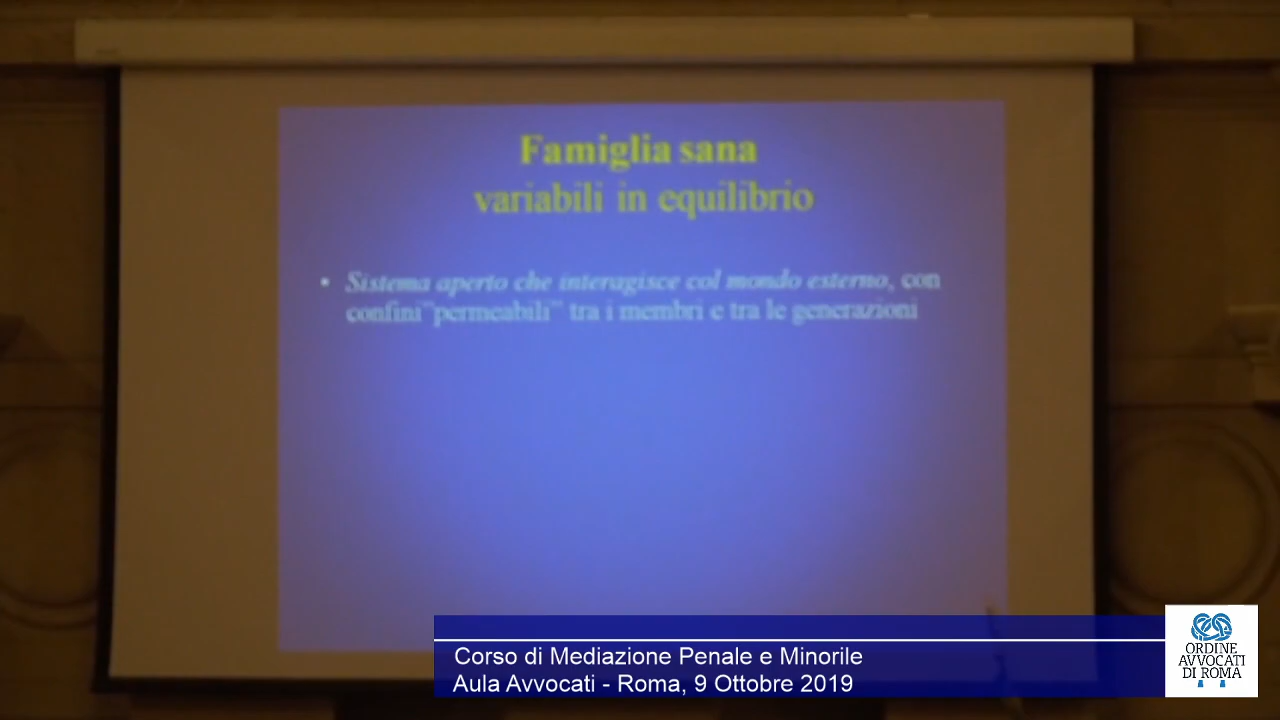 Famiglia sana
variabili in equilibrio
• Sistema aperto che interagisce col mondo esterno, con
confini"permeabili" tra i membri e tra le generazioni
Corso di Mediazione Penale e Minorile
Aula Avvocati - Roma, 9 Ottobre 2019
ORDINE
AVVOCATI
DI ROMA